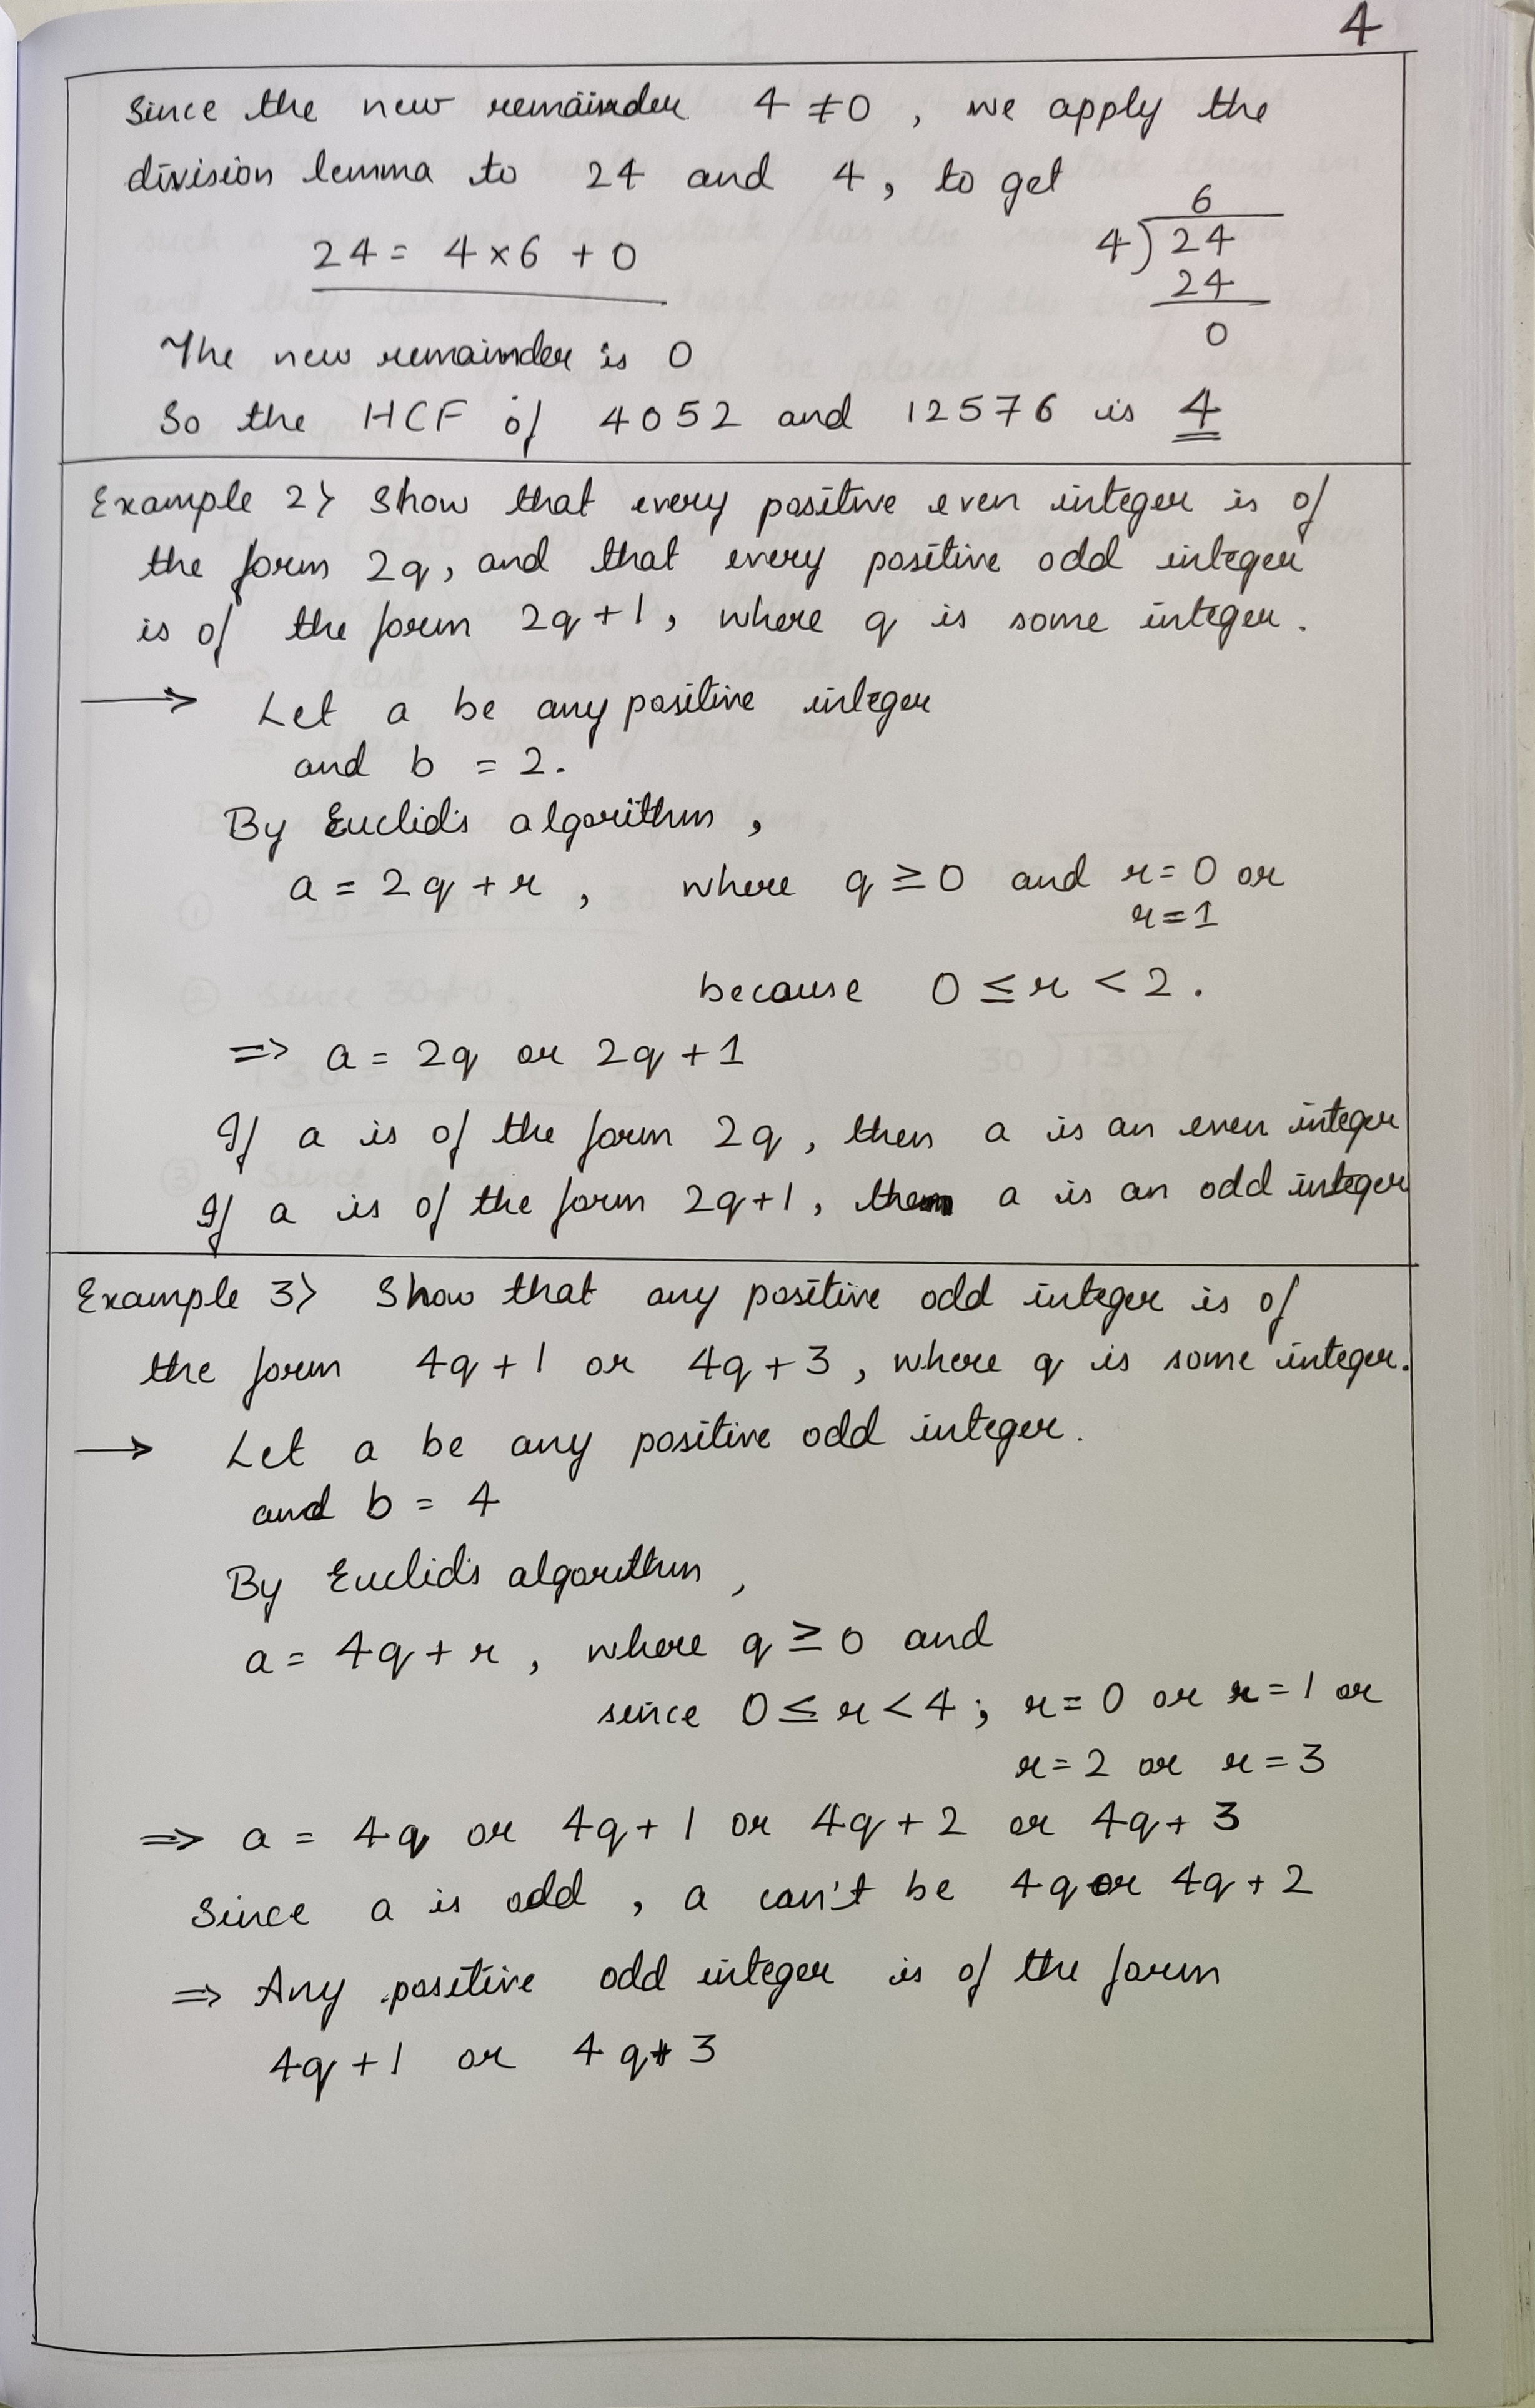 4
Since the new remainder 4 ≠ 0 , we apply the
division lemma to 24 and 4, to get
24 = 4 × 6 + 0
6
4) 24
24
0
The new remainder is 0
So the HCF of 4052 and 12576 is 4
Example 2> Show that every positive even integer is of
the form 2q, and that every positive odd integer
is of the form 2q + 1, where q is some integer.
→ Let a be any positive integer
and b = 2.
By Euclid's algorithm ,
a = 2q + r , where q ≥ 0 and r = 0 or
r = 1
because 0 ≤ r < 2 .
=> a = 2q or 2q + 1
If a is of the form 2q , then a is an even integer
If a is of the form 2q+1, then a is an odd integer
Example 3> Show that any positive odd integer is of
the form 4q + 1 or 4q + 3 , where q is some integer.
→ Let a be any positive odd integer.
and b = 4
By Euclid's algorithm ,
a = 4q + r , where q ≥ 0 and
since 0 ≤ r < 4 ; r = 0 or r = 1 or
r = 2 or r = 3
=> a = 4q or 4q + 1 or 4q + 2 or 4q + 3
Since a is odd , a can't be 4q or 4q + 2
=> Any positive odd integer is of the form
4q + 1 or 4q + 3